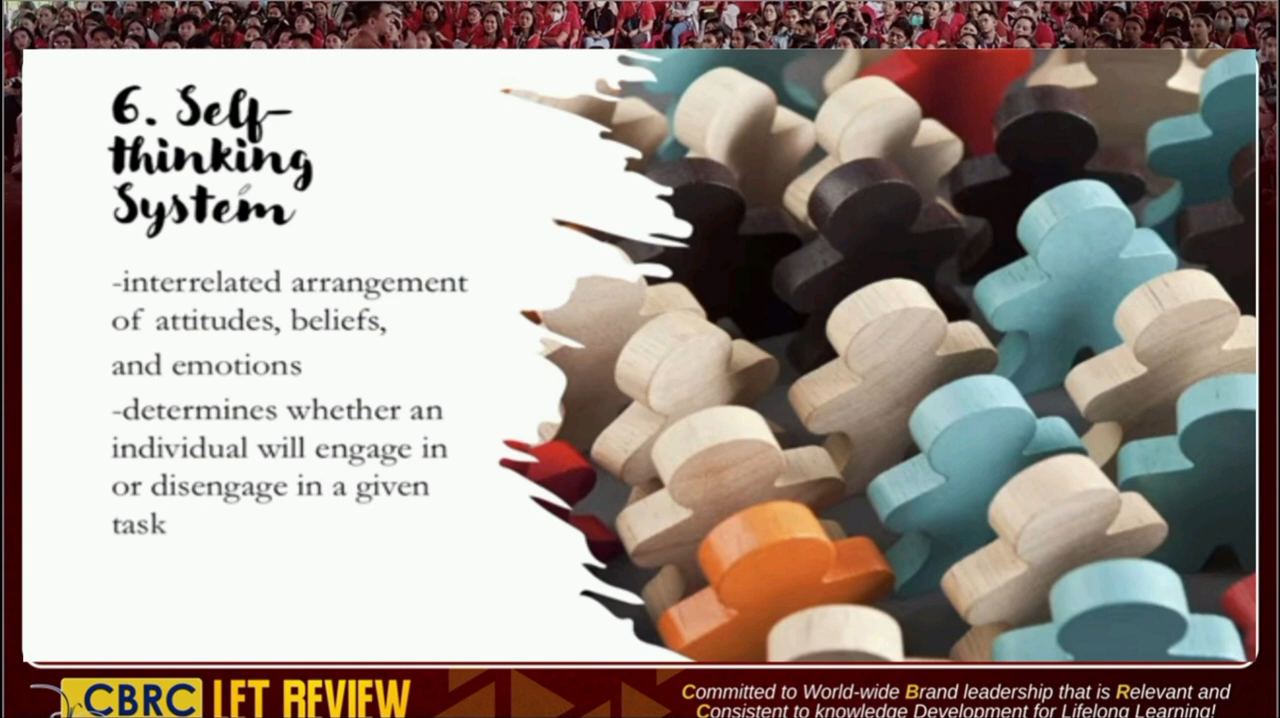 6. Self-
thinking
System
-interrelated arrangement
of attitudes, beliefs,
and emotions
-determines whether an
individual will engage in
or disengage in a given
task
CBRC LET REVIEW
Committed to World-wide Brand leadership that is Relevant and
Consistent to knowledge Development for Lifelong Learning!